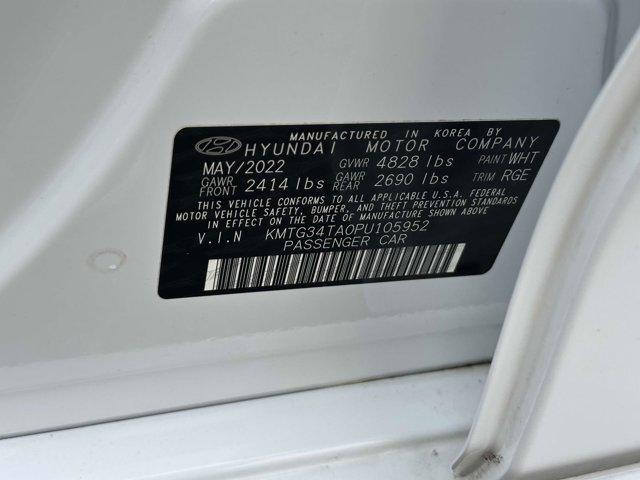 MANUFACTURED IN KOREA BY
HYUNDAI MOTOR COMPANY
MAY/2022 GVWR 4828 lbs PAINT WHT
GAWR FRONT 2414 lbs GAWR REAR 2690 lbs TRIM RGE
THIS VEHICLE CONFORMS TO ALL APPLICABLE U.S.A. FEDERAL
MOTOR VEHICLE SAFETY, BUMPER, AND THEFT PREVENTION STANDARDS
IN EFFECT ON THE DATE OF MANUFACTURE SHOWN ABOVE.
V.I.N KMTG34TA0PU105952
PASSENGER CAR